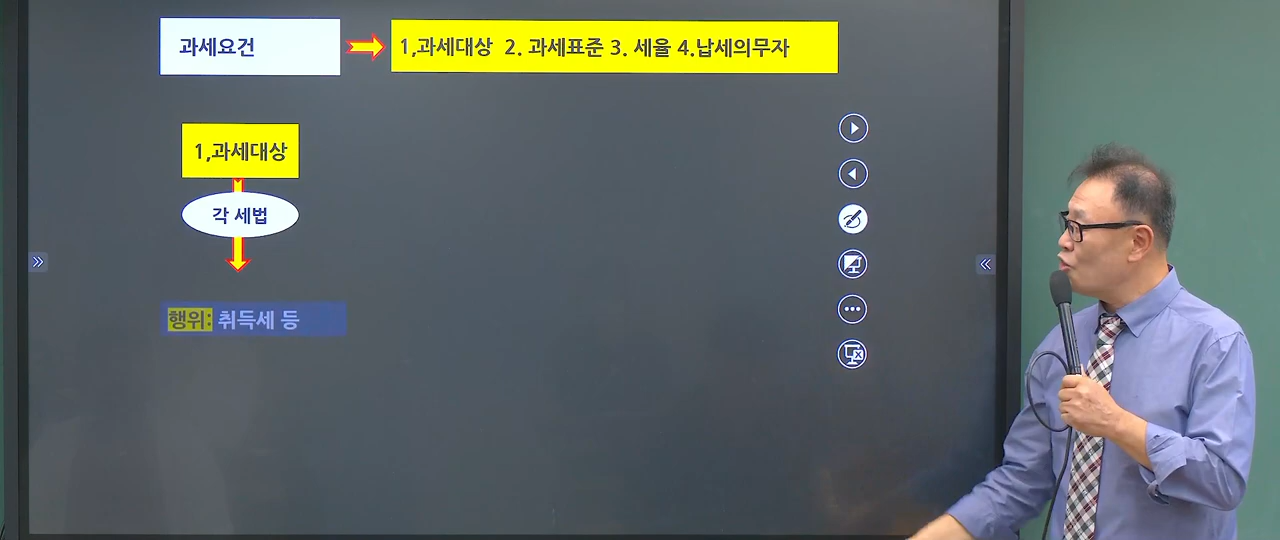 과세요건
1,과세대상 2. 과세표준 3. 세율 4.납세의무자
1,과세대상
각 세법
행위: 취득세 등